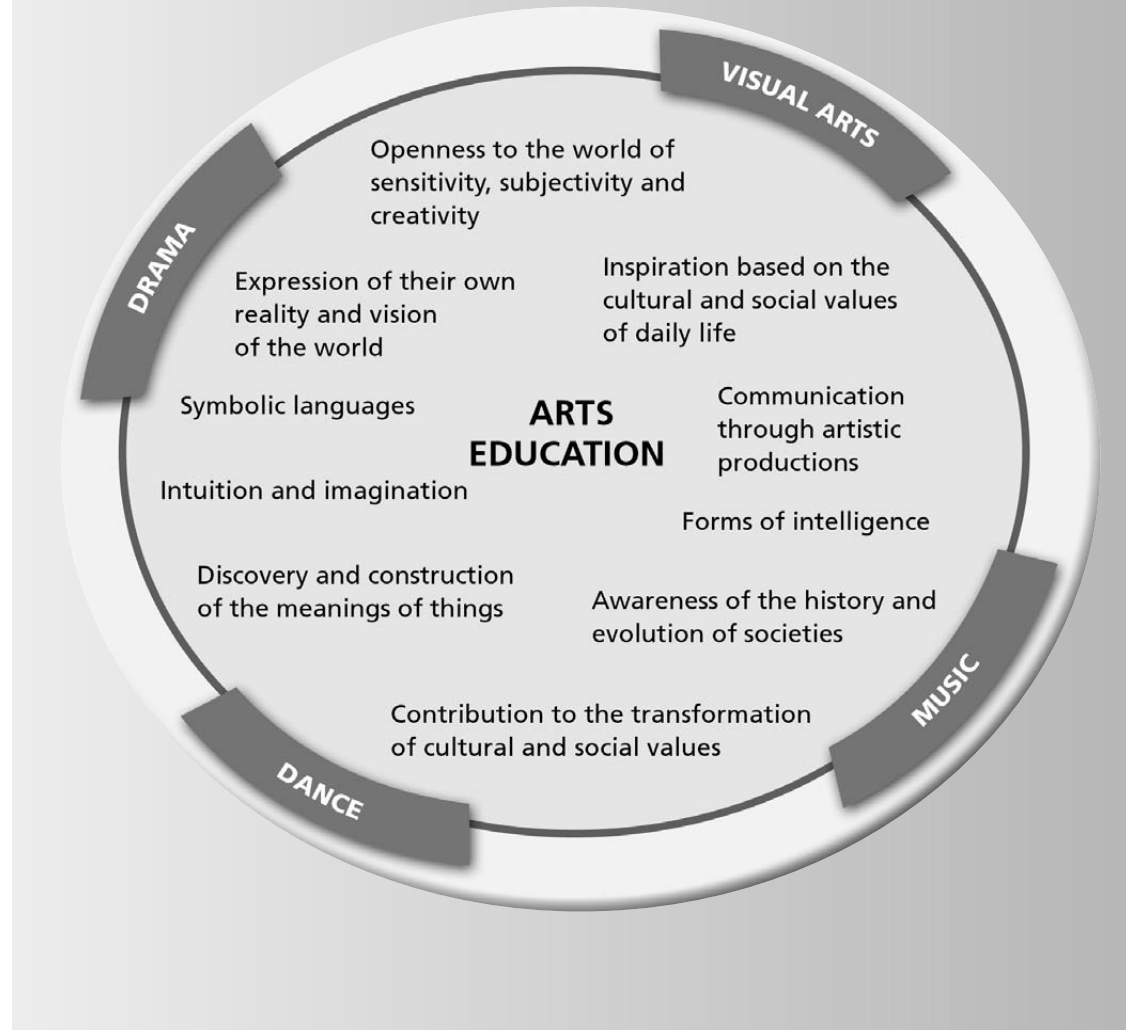 VISUAL ARTS
Openness to the world of
sensitivity, subjectivity and
creativity
DRAMA
Expression of their own
reality and vision
of the world
Inspiration based on the
cultural and social values
of daily life
Symbolic languages
ARTS
EDUCATION
Communication
through artistic
productions
Intuition and imagination
Forms of intelligence
Discovery and construction
of the meanings of things
Awareness of the history and
evolution of societies
MUSIC
Contribution to the transformation
of cultural and social values
DANCE